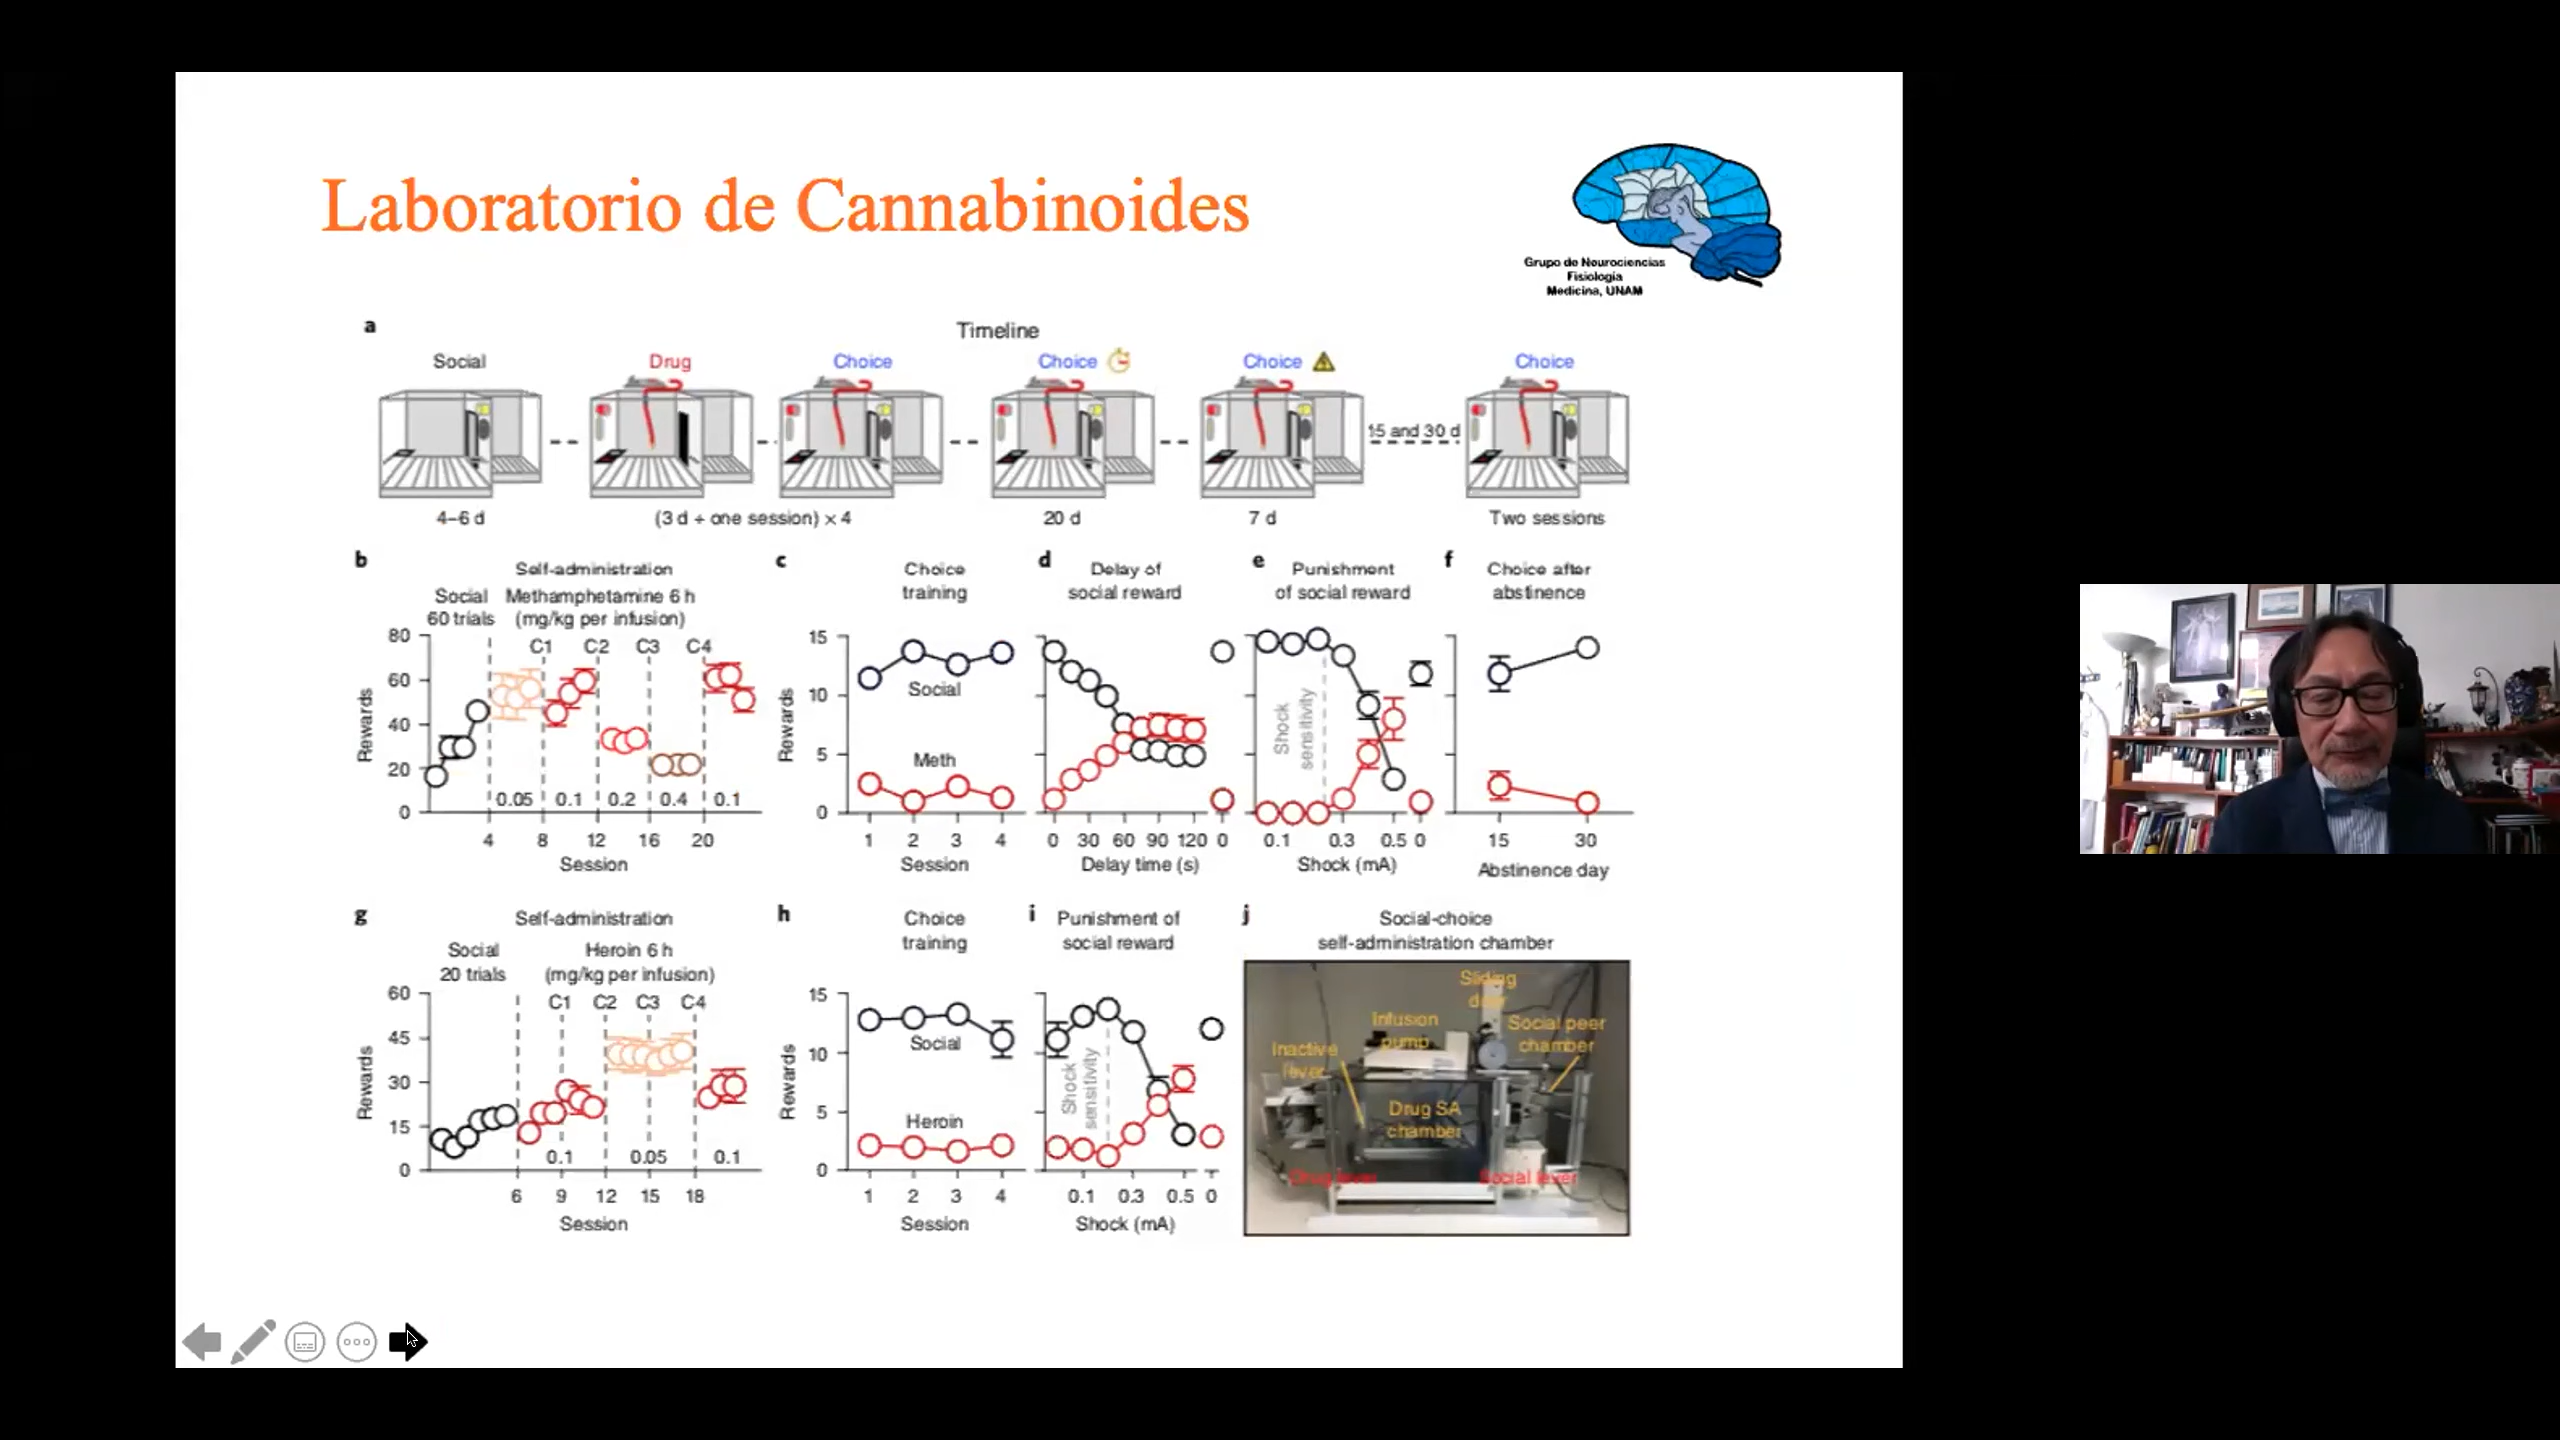 Laboratorio de Cannabinoides
Grupo de Neurociencias
Fisiología
Medicina, UNAM
a
Timeline
Social
Drug
Choice
Choice
Choice
Choice
15 and 30 d
4–6 d
(3 d + one session) × 4
20 d
7 d
Two sessions
b
Self-administration
Social
60 trials
Methamphetamine 6 h
(mg/kg per infusion)
C1 C2 C3 C4
Rewards
80
60
40
20
0
0.05 0.1 0.2 0.4 0.1
4 8 12 16 20
Session
c
Choice
training
Rewards
15
10
5
0
Social
Meth
1 2 3 4
Session
d
Delay of
social reward
0 30 60 90 120 0
Delay time (s)
e
Punishment
of social reward
Shock
sensitivity
0.1 0.3 0.5 0
Shock (mA)
f
Choice after
abstinence
15 30
Abstinence day
g
Self-administration
Social
20 trials
Heroin 6 h
(mg/kg per infusion)
C1 C2 C3 C4
Rewards
60
45
30
15
0
0.1 0.05 0.1
6 9 12 15 18
Session
h
Choice
training
Rewards
15
10
5
0
Social
Heroin
1 2 3 4
Session
i
Punishment of
social reward
Shock
sensitivity
0.1 0.3 0.5 0
Shock (mA)
j
Social-choice
self-administration chamber
Sliding
door
Infusion
pump
Social peer
chamber
Inactive
lever
Drug SA
chamber
Drug lever
Social lever